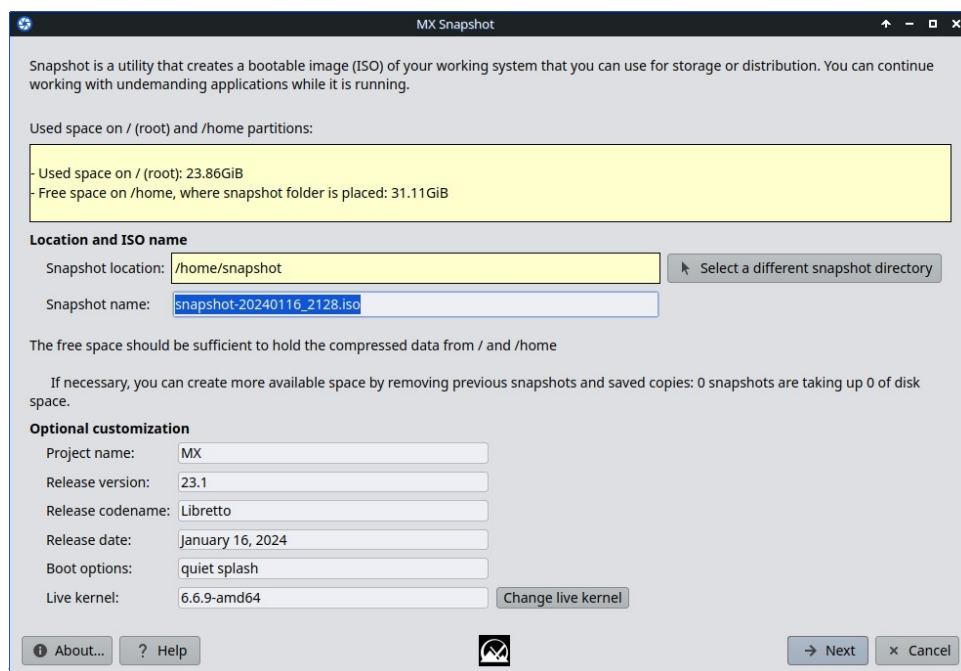 MX Snapshot
Snapshot is a utility that creates a bootable image (ISO) of your working system that you can use for storage or distribution. You can continue
working with undemanding applications while it is running.
Used space on / (root) and /home partitions:
- Used space on / (root): 23.86GiB
- Free space on /home, where snapshot folder is placed: 31.11GiB
Location and ISO name
Snapshot location: /home/snapshot Select a different snapshot directory
Snapshot name: snapshot-20240116_2128.iso
The free space should be sufficient to hold the compressed data from / and /home
If necessary, you can create more available space by removing previous snapshots and saved copies: 0 snapshots are taking up 0 of disk
space.
Optional customization
Project name: MX
Release version: 23.1
Release codename: Libretto
Release date: January 16, 2024
Boot options: quiet splash
Live kernel: 6.6.9-amd64 Change live kernel
About... ? Help Next Cancel